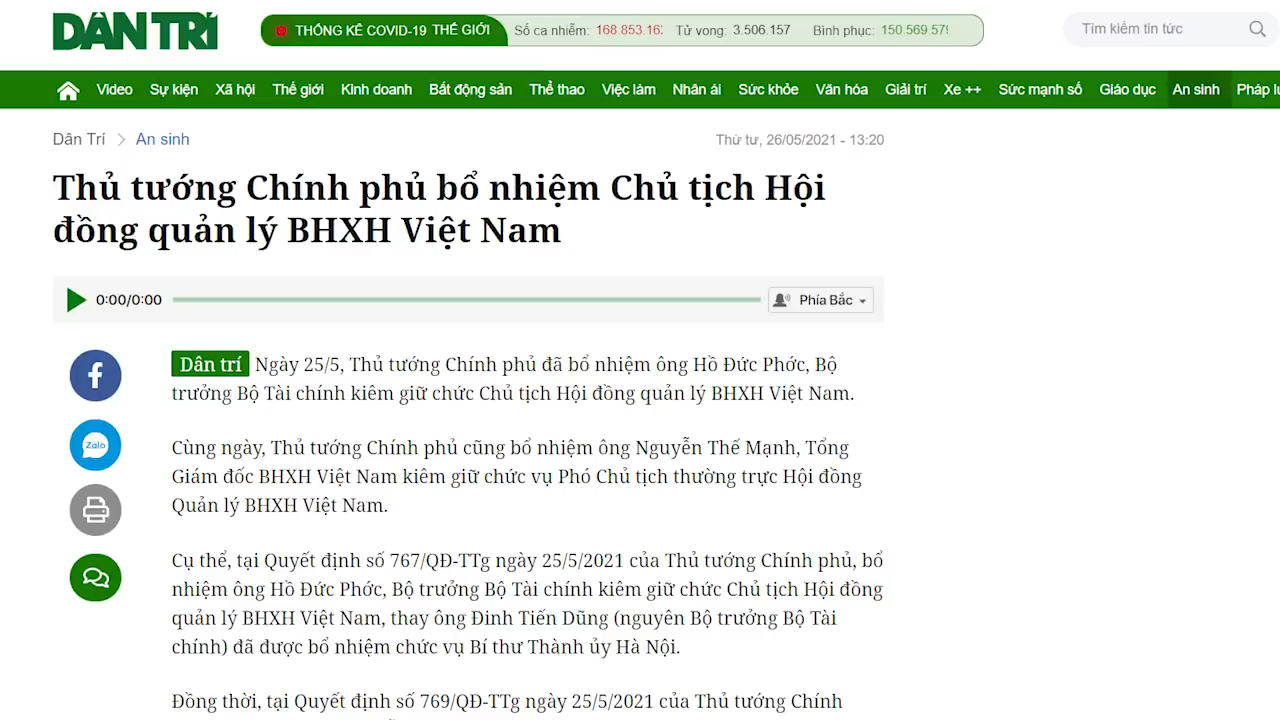 DÂN TRÍ
THỐNG KÊ COVID-19 THẾ GIỚI
Số ca nhiễm: 168.853.16
Tử vong: 3.506.157
Bình phục: 150.569.57
Tìm kiếm tin tức
Video Sự kiện Xã hội Thế giới Kinh doanh Bất động sản Thể thao Việc làm Nhân ái Sức khỏe Văn hóa Giải trí Xe ++ Sức mạnh số Giáo dục An sinh Pháp lu
Dân Trí > An sinh
Thứ tư, 26/05/2021 - 13:20
Thủ tướng Chính phủ bổ nhiệm Chủ tịch Hội
đồng quản lý BHXH Việt Nam
0:00/0:00
Phía Bắc
f
Zalo
Dân trí Ngày 25/5, Thủ tướng Chính phủ đã bổ nhiệm ông Hồ Đức Phớc, Bộ
trưởng Bộ Tài chính kiêm giữ chức Chủ tịch Hội đồng quản lý BHXH Việt Nam.
Cùng ngày, Thủ tướng Chính phủ cũng bổ nhiệm ông Nguyễn Thế Mạnh, Tổng
Giám đốc BHXH Việt Nam kiêm giữ chức vụ Phó Chủ tịch thường trực Hội đồng
Quản lý BHXH Việt Nam.
Cụ thể, tại Quyết định số 767/QĐ-TTg ngày 25/5/2021 của Thủ tướng Chính phủ, bổ
nhiệm ông Hồ Đức Phớc, Bộ trưởng Bộ Tài chính kiêm giữ chức Chủ tịch Hội đồng
quản lý BHXH Việt Nam, thay ông Đinh Tiến Dũng (nguyên Bộ trưởng Bộ Tài
chính) đã được bổ nhiệm chức vụ Bí thư Thành ủy Hà Nội.
Đồng thời, tại Quyết định số 769/QĐ-TTg ngày 25/5/2021 của Thủ tướng Chính